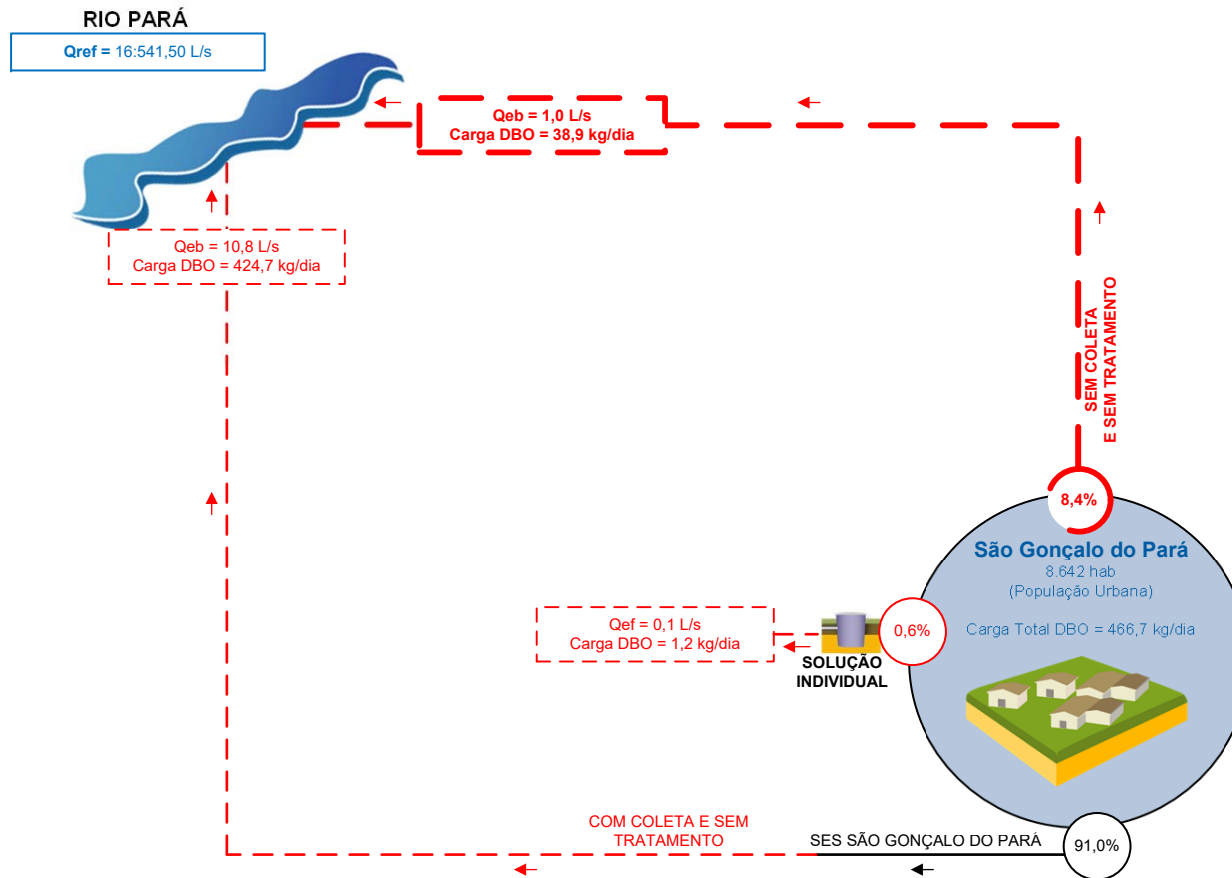 RIO PARÁ
Qref = 16:541,50 L/s
Qeb = 1,0 L/s
Carga DBO = 38,9 kg/dia
Qeb = 10,8 L/s
Carga DBO = 424,7 kg/dia
SEM COLETA
E SEM TRATAMENTO
8,4%
São Gonçalo do Pará
8.642 hab
(População Urbana)
Carga Total DBO = 466,7 kg/dia
Qef = 0,1 L/s
Carga DBO = 1,2 kg/dia
0,6%
SOLUÇÃO
INDIVIDUAL
COM COLETA E SEM
TRATAMENTO
SES SÃO GONÇALO DO PARÁ
91,0%